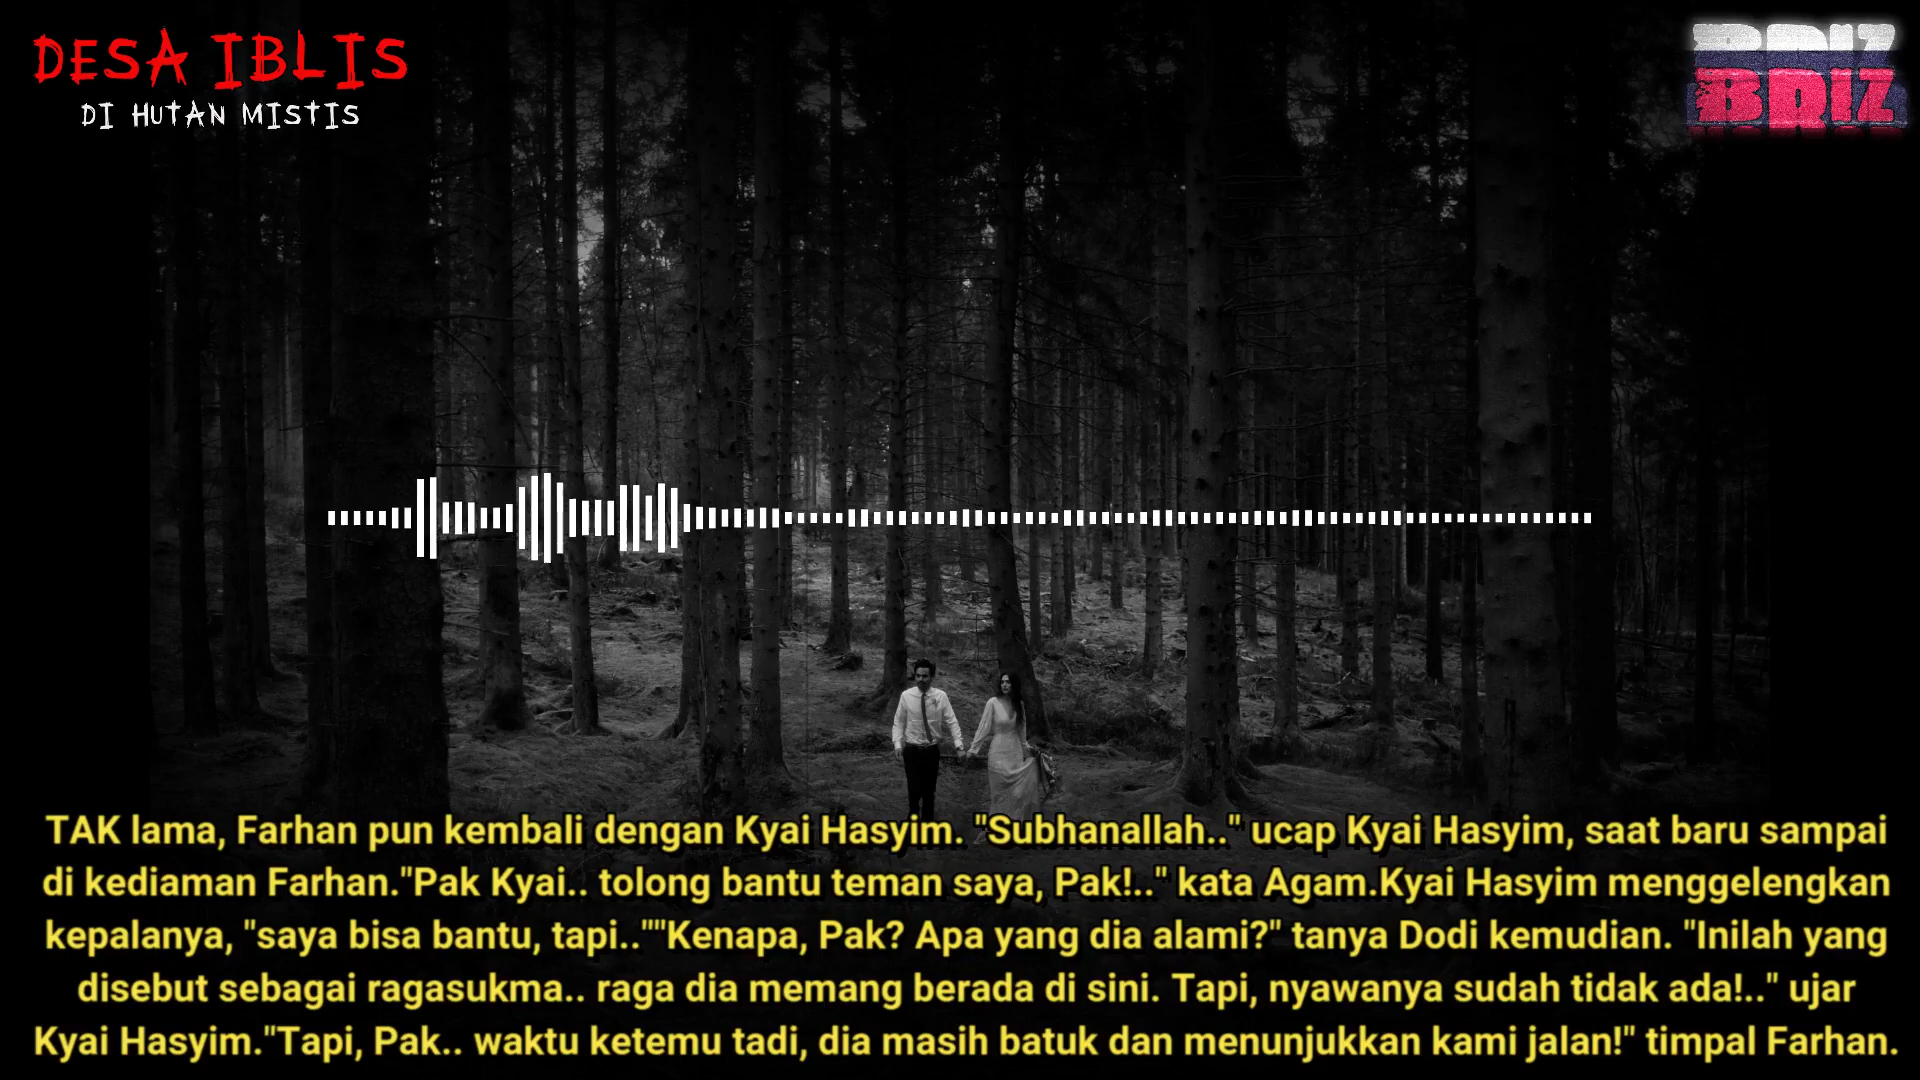 DESA IBLIS
DI HUTAN MISTIS
BRIZ
BRIZ
TAK lama, Farhan pun kembali dengan Kyai Hasyim. "Subhanallah.." ucap Kyai Hasyim, saat baru sampai
di kediaman Farhan."Pak Kyai.. tolong bantu teman saya, Pak!.." kata Agam.Kyai Hasyim menggelengkan
kepalanya, "saya bisa bantu, tapi..""Kenapa, Pak? Apa yang dia alami?" tanya Dodi kemudian. "Inilah yang
disebut sebagai ragasukma.. raga dia memang berada di sini. Tapi, nyawanya sudah tidak ada!.." ujar
Kyai Hasyim."Tapi, Pak.. waktu ketemu tadi, dia masih batuk dan menunjukkan kami jalan!" timpal Farhan.